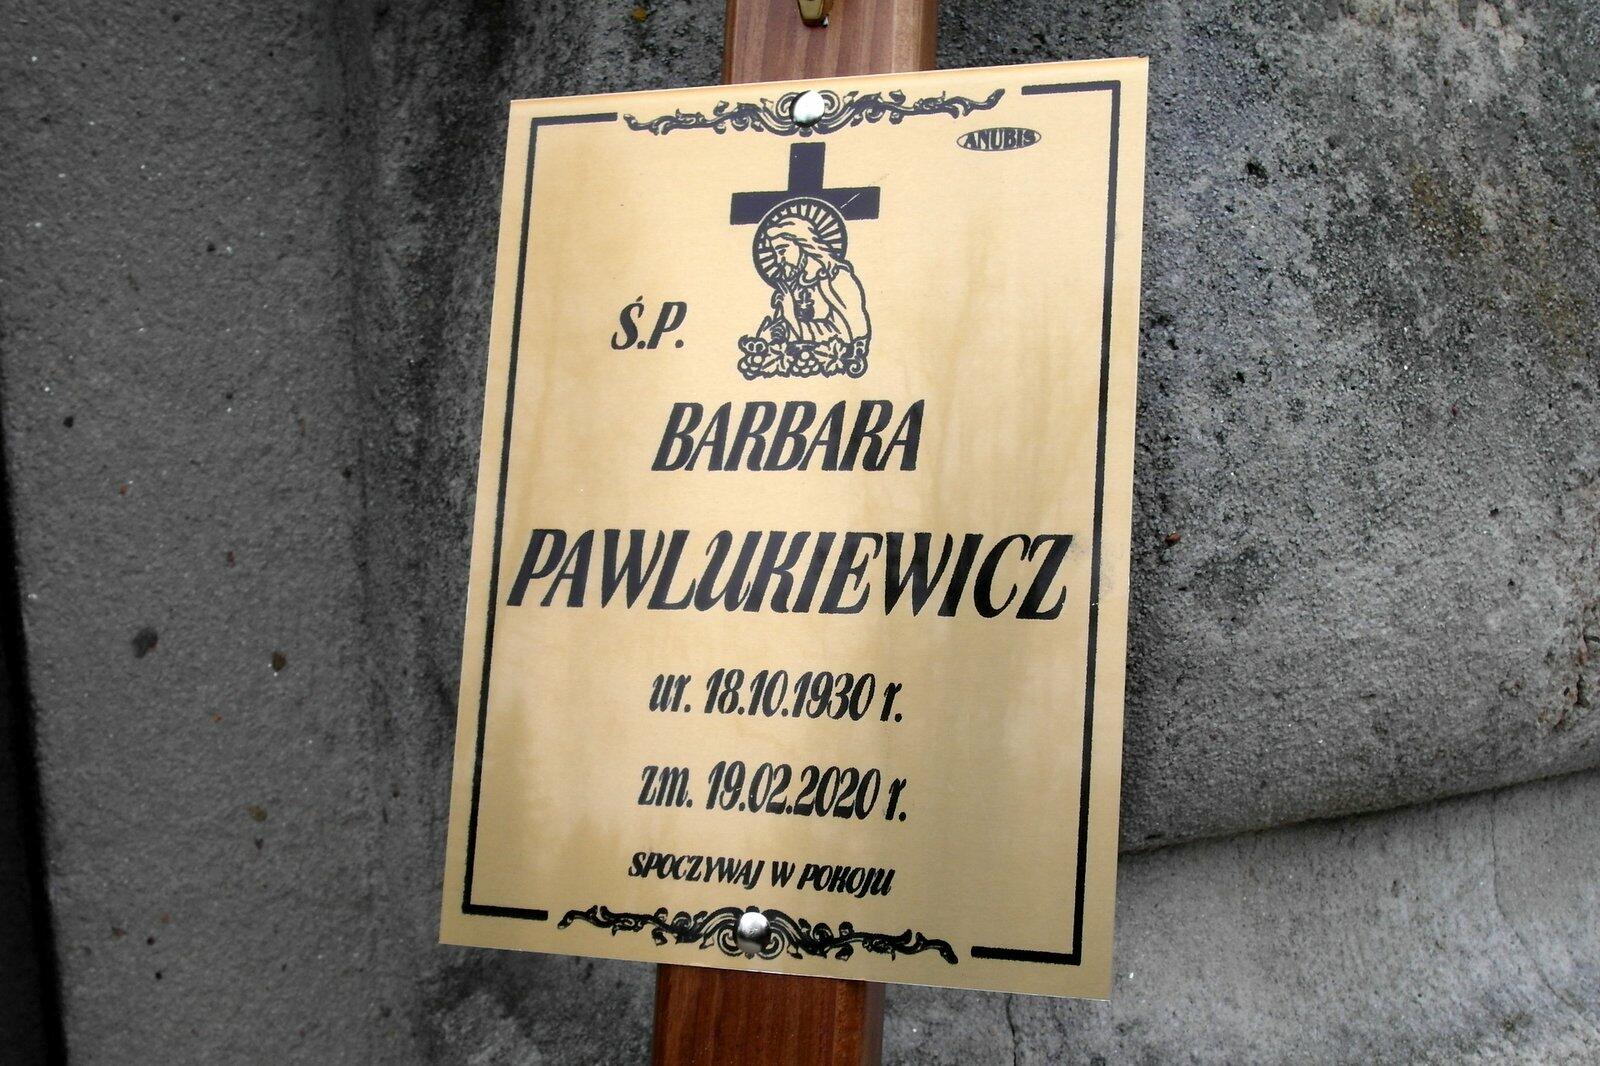 ANUBIS
Ś.P.
BARBARA
PAWLUKIEWICZ
ur. 18.10.1930 r.
zm. 19.02.2020 r.
SPOCZYWAJ W POKOJU